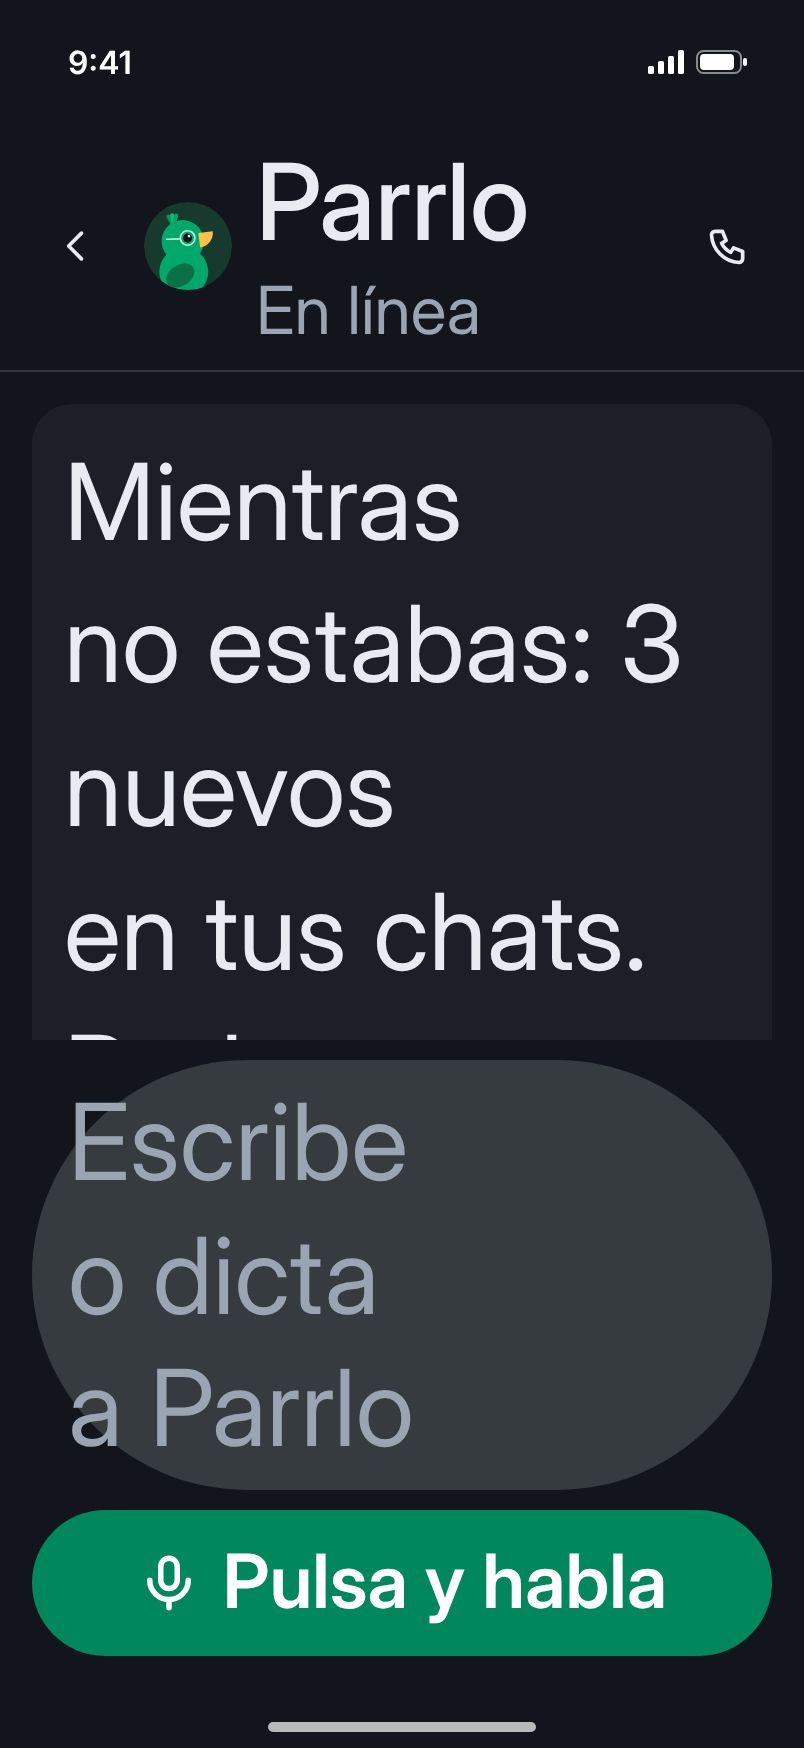 9:41
Parrlo
En línea
Mientras
no estabas: 3
nuevos
en tus chats.
Escribe
o dicta
a Parrlo
Pulsa y habla